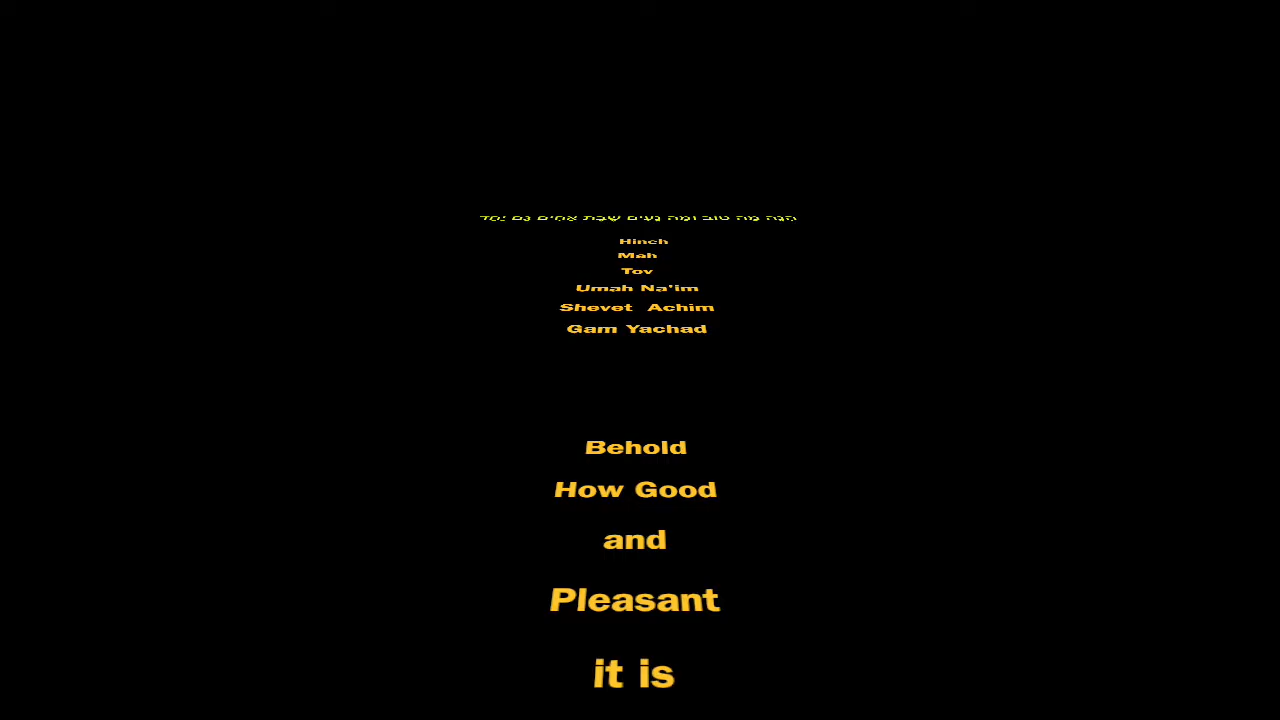 הנה מה טוב ומה נעים שבת אחים גם יחד
Hineh
Mah
Tov
Umah Na'im
Shevet Achim
Gam Yachad
Behold
How Good
and
Pleasant
it is